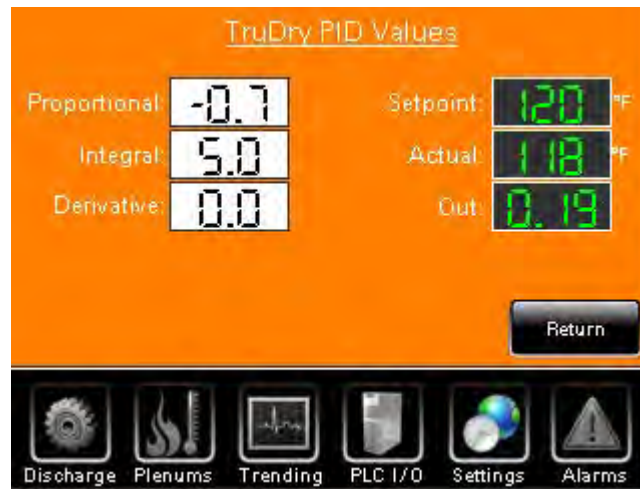 TruDry PID Values
Proportional: -0.7
Setpoint: 120 °F
Integral: 5.0
Actual: 118 °F
Derivative: 0.0
Out: 0.19
Return
Discharge Plenums Trending PLC I/O Settings Alarms